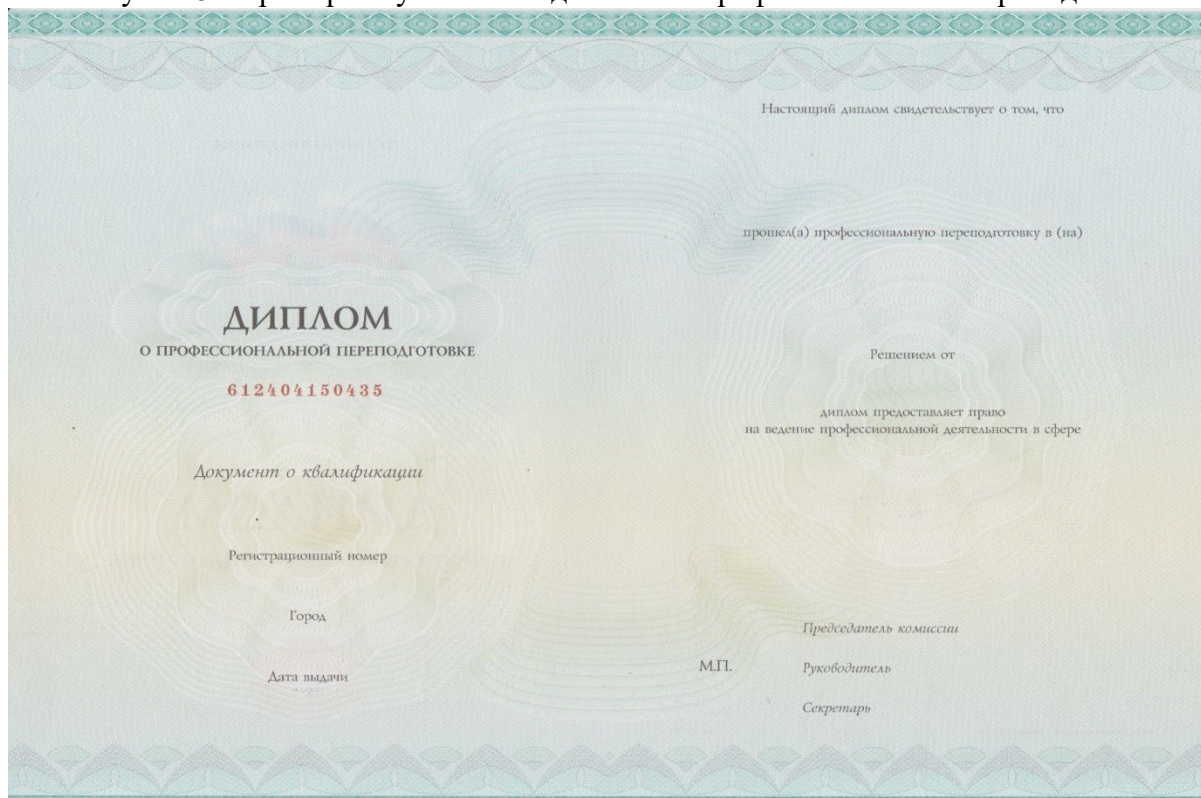 ДИПЛОМ
О ПРОФЕССИОНАЛЬНОЙ ПЕРЕПОДГОТОВКЕ
612404150435
Документ о квалификации
Регистрационный номер
Город
Дата выдачи
Настоящий диплом свидетельствует о том, что
прошел(а) профессиональную переподготовку в (на)
Решением от
диплом предоставляет право
на ведение профессиональной деятельности в сфере
Председатель комиссии
М.П.
Руководитель
Секретарь